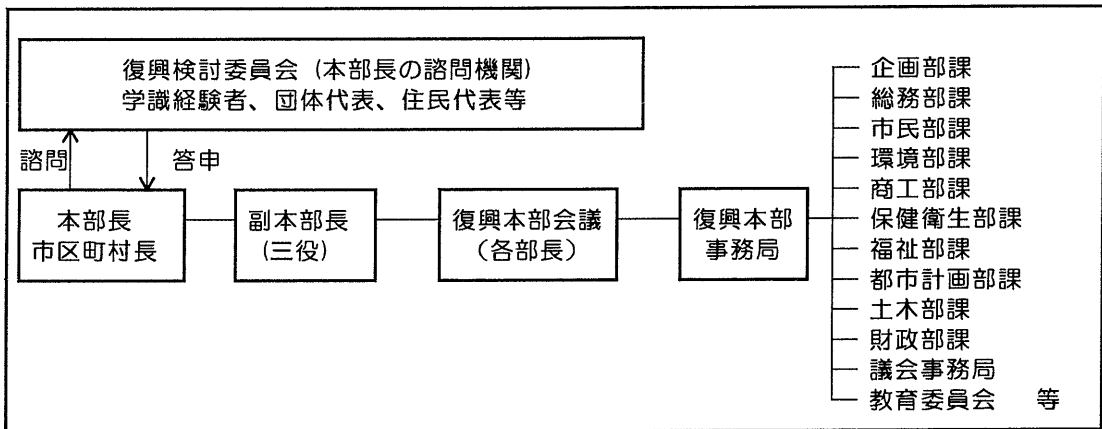 復興検討委員会（本部長の諮問機関）
学識経験者、団体代表、住民代表等
諮問
答申
本部長
市区町村長
副本部長
（三役）
復興本部会議
（各部長）
復興本部
事務局
企画部課
総務部課
市民部課
環境部課
商工部課
保健衛生部課
福祉部課
都市計画部課
土木部課
財政部課
議会事務局
教育委員会　等